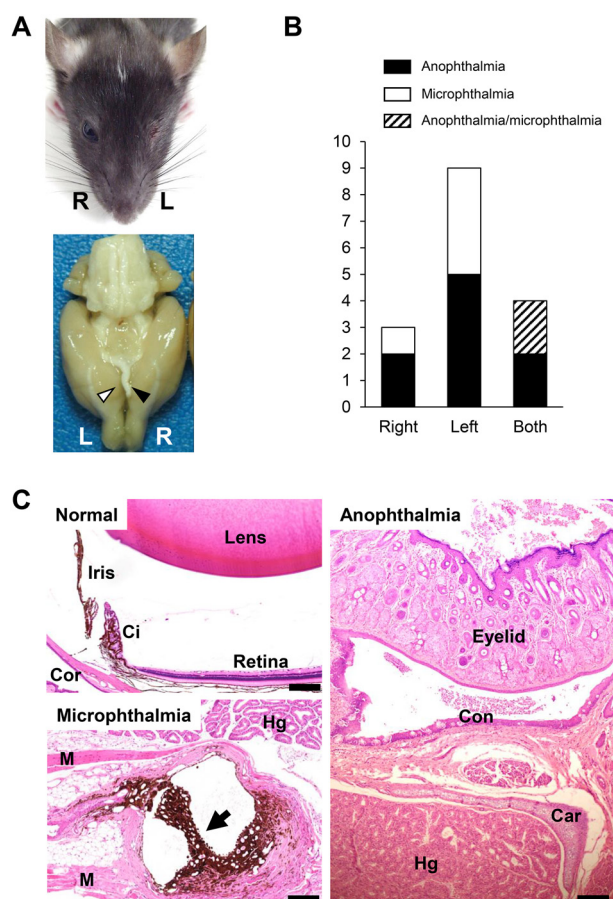 A
R
L
L
R
B
Anophthalmia
Microphthalmia
Anophthalmia/microphthalmia
10
9
8
7
6
5
4
3
2
1
0
Right
Left
Both
C
Normal
Lens
Iris
Ci
Retina
Cor
Microphthalmia
Hg
M
M
Anophthalmia
Eyelid
Con
Car
Hg